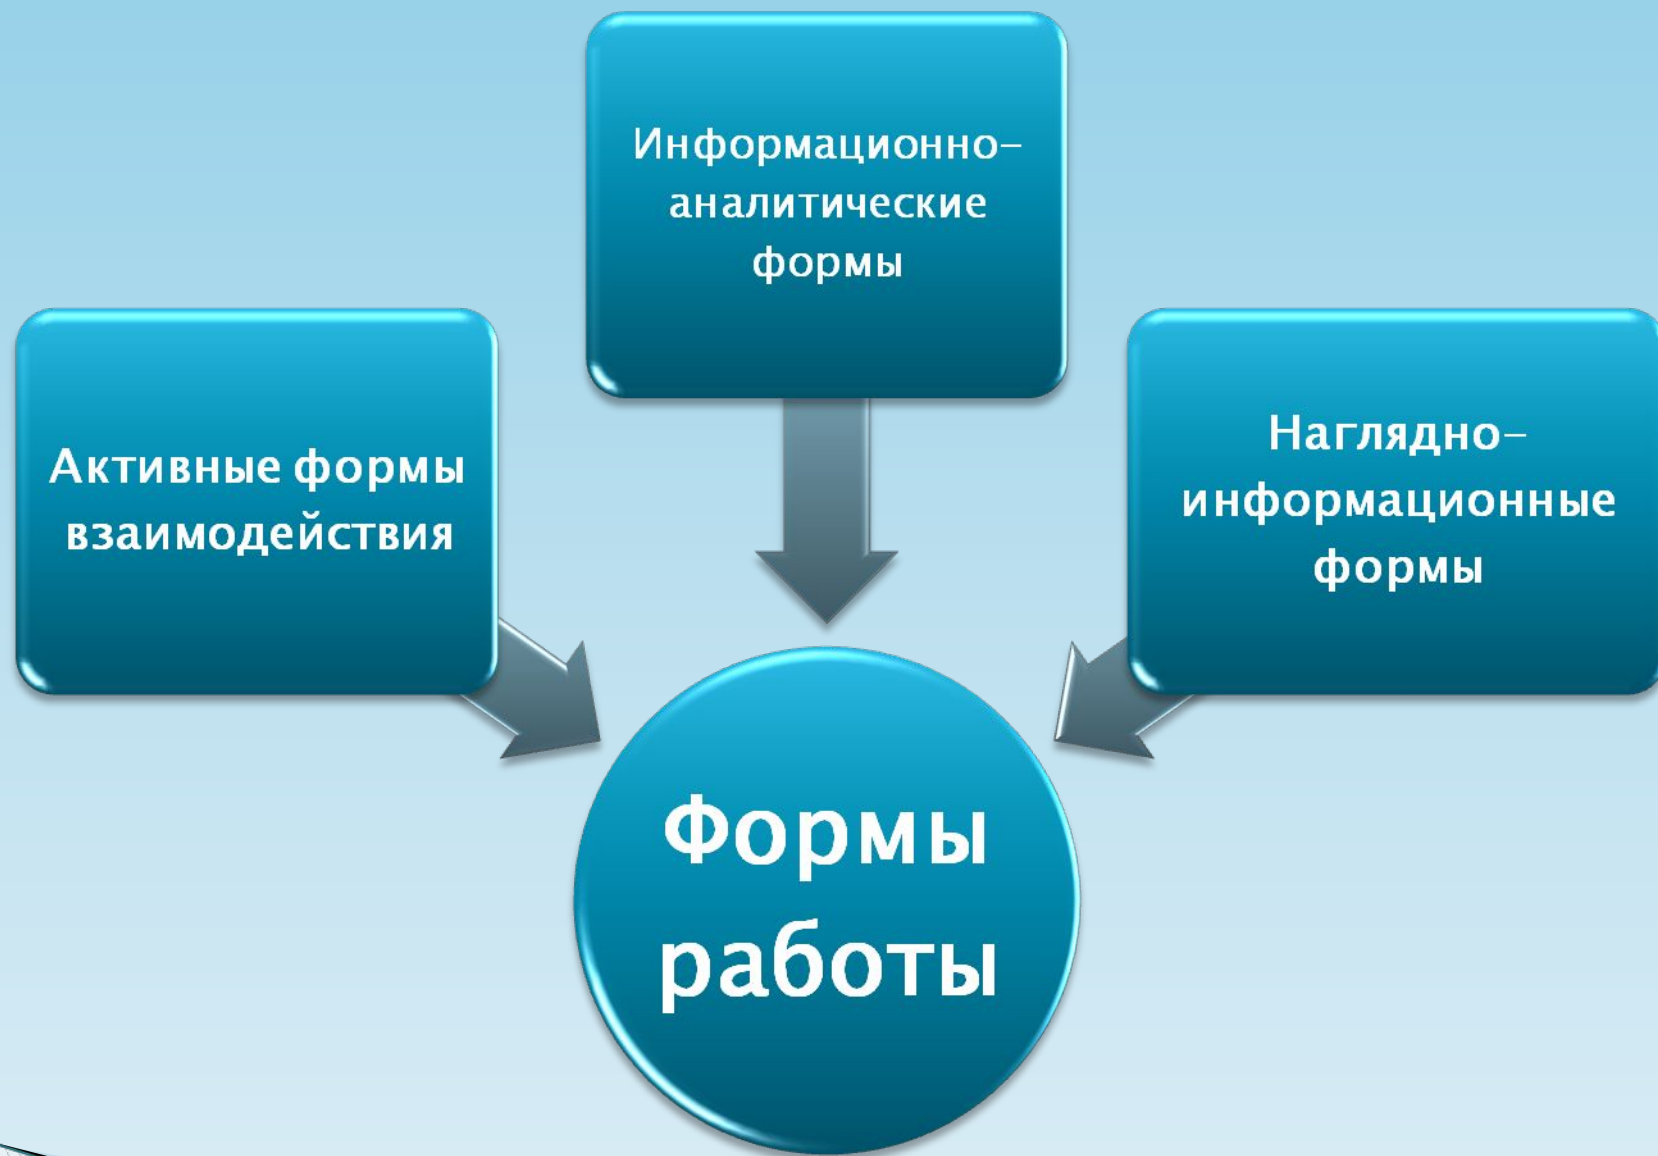 Информационно-
аналитические
формы
Активные формы
взаимодействия
Наглядно-
информационные
формы
Формы
работы